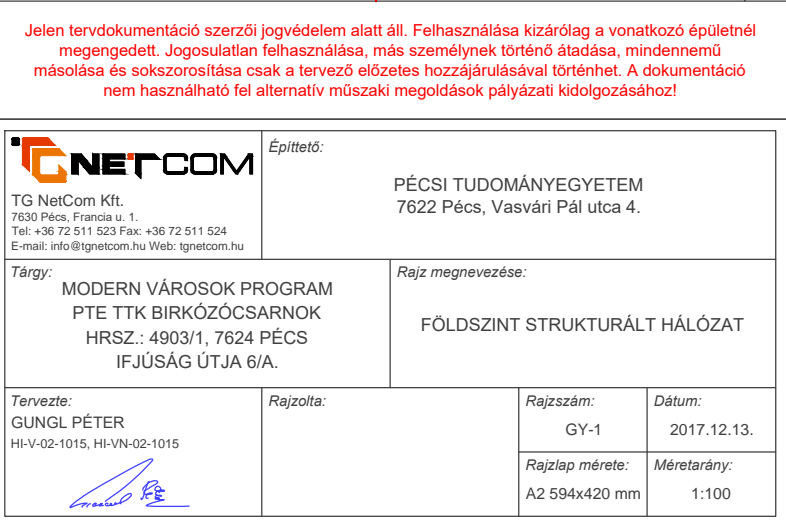 Jelen tervdokumentáció szerzői jogvédelem alatt áll. Felhasználása kizárólag a vonatkozó épületnél
megengedett. Jogosulatlan felhasználása, más személynek történő átadása, mindennemű
másolása és sokszorosítása csak a tervező előzetes hozzájárulásával történhet. A dokumentáció
nem használható fel alternatív műszaki megoldások pályázati kidolgozásához!
NETCOM
TG NetCom Kft.
7630 Pécs, Francia u. 1.
Tel: +36 72 511 523 Fax: +36 72 511 524
E-mail: info@tgnetcom.hu Web: tgnetcom.hu
Építtető:
PÉCSI TUDOMÁNYEGYETEM
7622 Pécs, Vasvári Pál utca 4.
Tárgy:
MODERN VÁROSOK PROGRAM
PTE TTK BIRKÓZÓCSARNOK
HRSZ.: 4903/1, 7624 PÉCS
IFJÚSÁG ÚTJA 6/A.
Rajz megnevezése:
FÖLDSZINT STRUKTURÁLT HÁLÓZAT
Tervezte:
GUNGL PÉTER
HI-V-02-1015, HI-VN-02-1015
Rajzolta:
Rajzszám:
GY-1
Dátum:
2017.12.13.
Rajzlap mérete:
A2 594x420 mm
Méretarány:
1:100